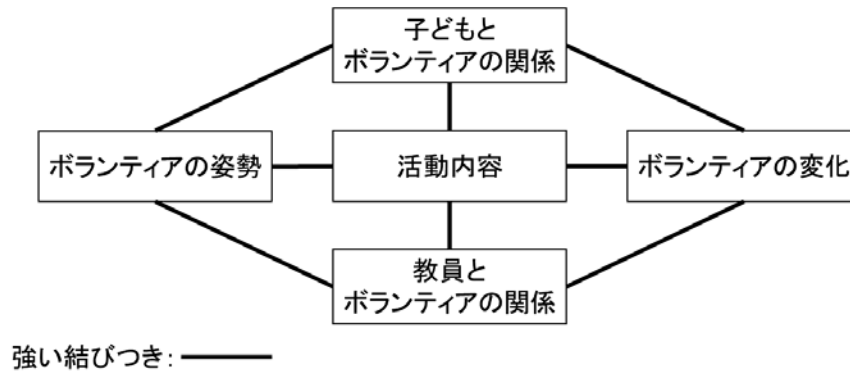 子どもと
ボランティアの関係
ボランティアの姿勢
活動内容
ボランティアの変化
教員と
ボランティアの関係
強い結びつき: